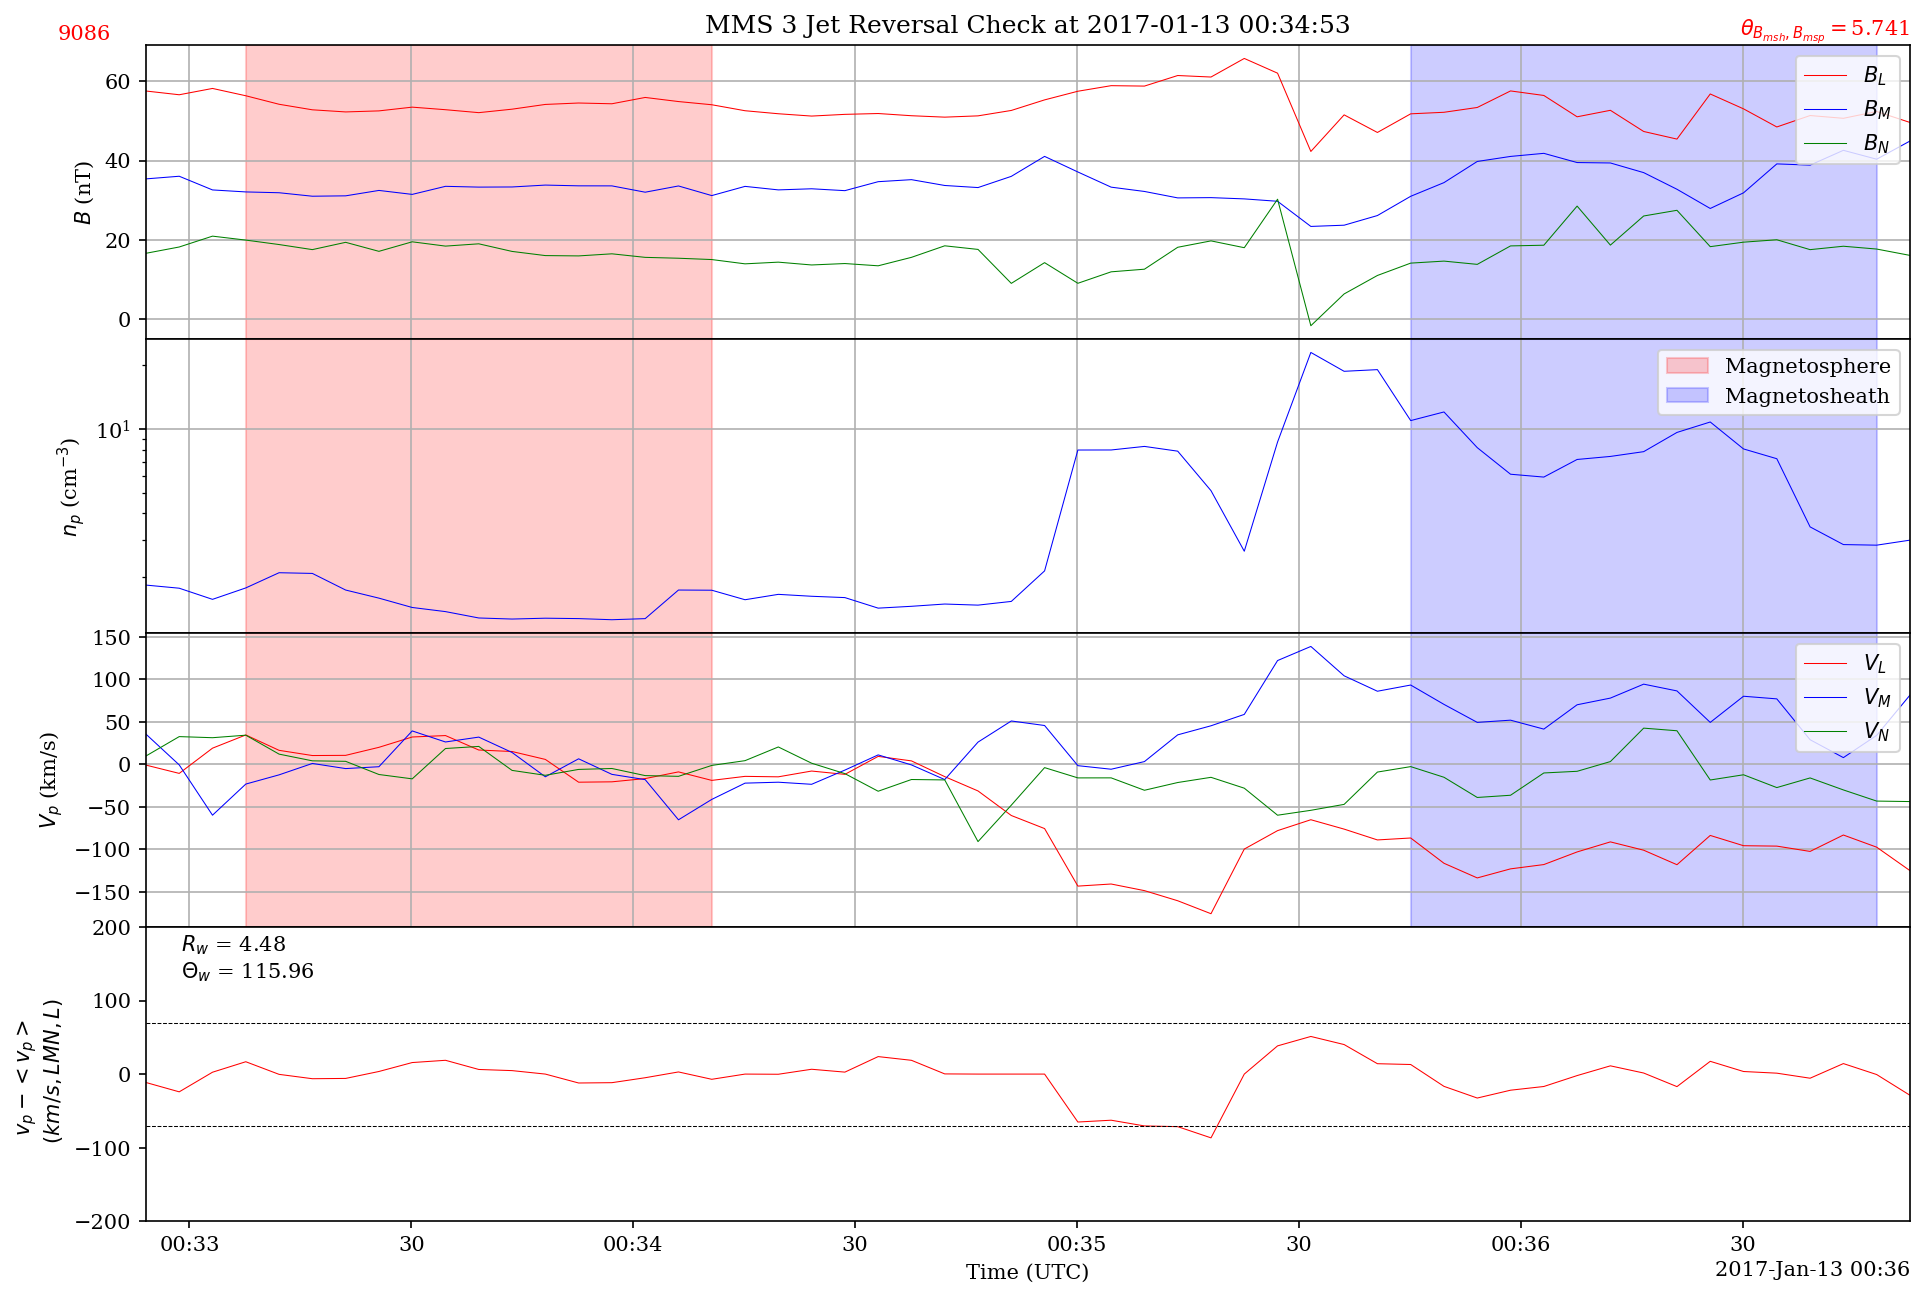 MMS 3 Jet Reversal Check at 2017-01-13 00:34:53
9086
θ_{B_{msh}, B_{msp}} = 5.741
60
40
20
0
B (nT)
B_L
B_M
B_N
10^1
n_p (cm^{−3})
Magnetosphere
Magnetosheath
150
100
50
0
−50
−100
−150
V_p (km/s)
V_L
V_M
V_N
200
100
0
−100
−200
v_p − < v_p >
(km/s, LMN, L)
R_w = 4.48
Θ_w = 115.96
00:33 30 00:34 30 00:35 30 00:36 30
Time (UTC)
2017-Jan-13 00:36